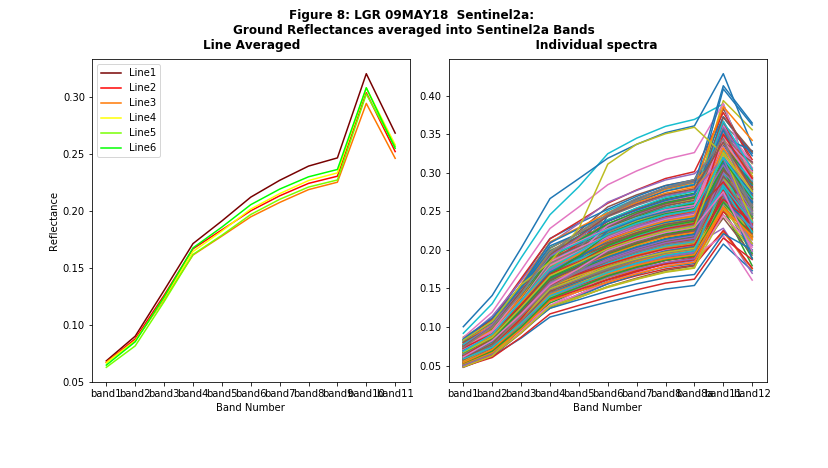 Figure 8: LGR 09MAY18 Sentinel2a:
Ground Reflectances averaged into Sentinel2a Bands
Line Averaged
Individual spectra
Reflectance
0.30
0.25
0.20
0.15
0.10
0.05
Line1
Line2
Line3
Line4
Line5
Line6
band1 band2 band3 band4 band5 band6 band7 band8 band9 band10 band11
Band Number
0.40
0.35
0.30
0.25
0.20
0.15
0.10
0.05
band1 band2 band3 band4 band5 band6 band7 band8 band8a band11 band12
Band Number